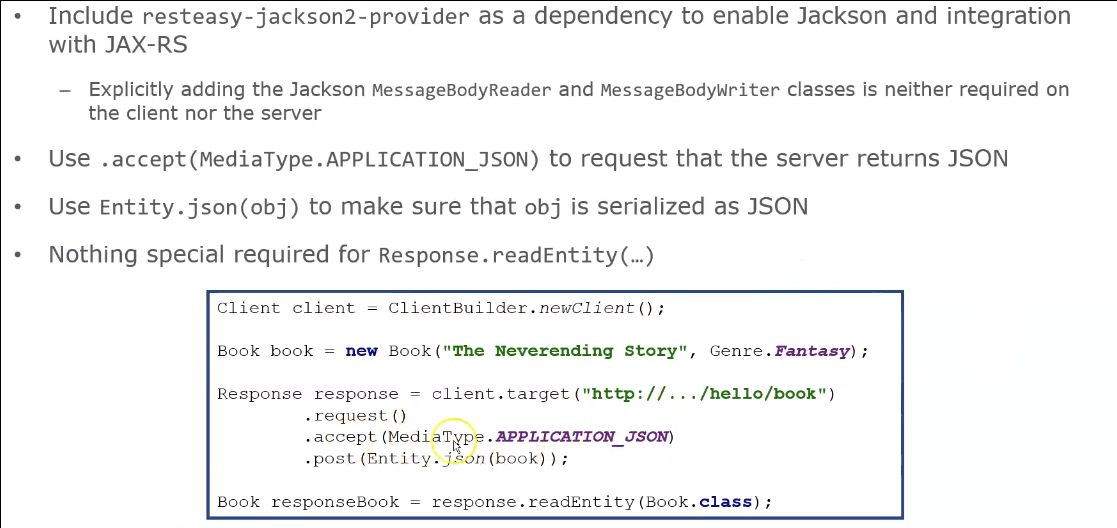 • Include resteasy-jackson2-provider as a dependency to enable Jackson and integration
with JAX-RS
– Explicitly adding the Jackson MessageBodyReader and MessageBodyWriter classes is neither required on
the client nor the server
• Use .accept(MediaType.APPLICATION_JSON) to request that the server returns JSON
• Use Entity.json(obj) to make sure that obj is serialized as JSON
• Nothing special required for Response.readEntity(…)
Client client = ClientBuilder.newClient();
Book book = new Book("The Neverending Story", Genre.Fantasy);
Response response = client.target("http://.../hello/book")
.request()
.accept(MediaType.APPLICATION_JSON)
.post(Entity.json(book));
Book responseBook = response.readEntity(Book.class);